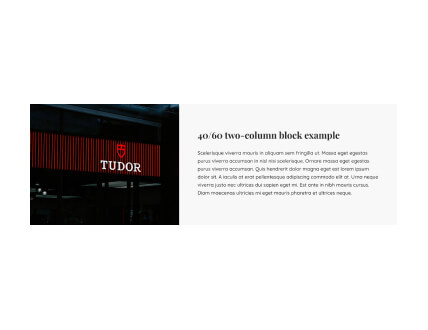 TUDOR
40/60 two-column block example
Scelerisque viverra mauris in aliquam sem fringilla ut. Massa eget egestas
purus viverra accumsan in nisl nisi scelerisque. Ornare massa eget egestas
purus viverra accumsan. Quis hendrerit dolor magna eget est lorem ipsum
dolor sit. A iaculis at erat pellentesque adipiscing commodo elit at. Urna neque
viverra justo nec ultrices dui sapien eget mi. Est ante in nibh mauris cursus.
Diam maecenas ultricies mi eget mauris pharetra et ultrices neque.